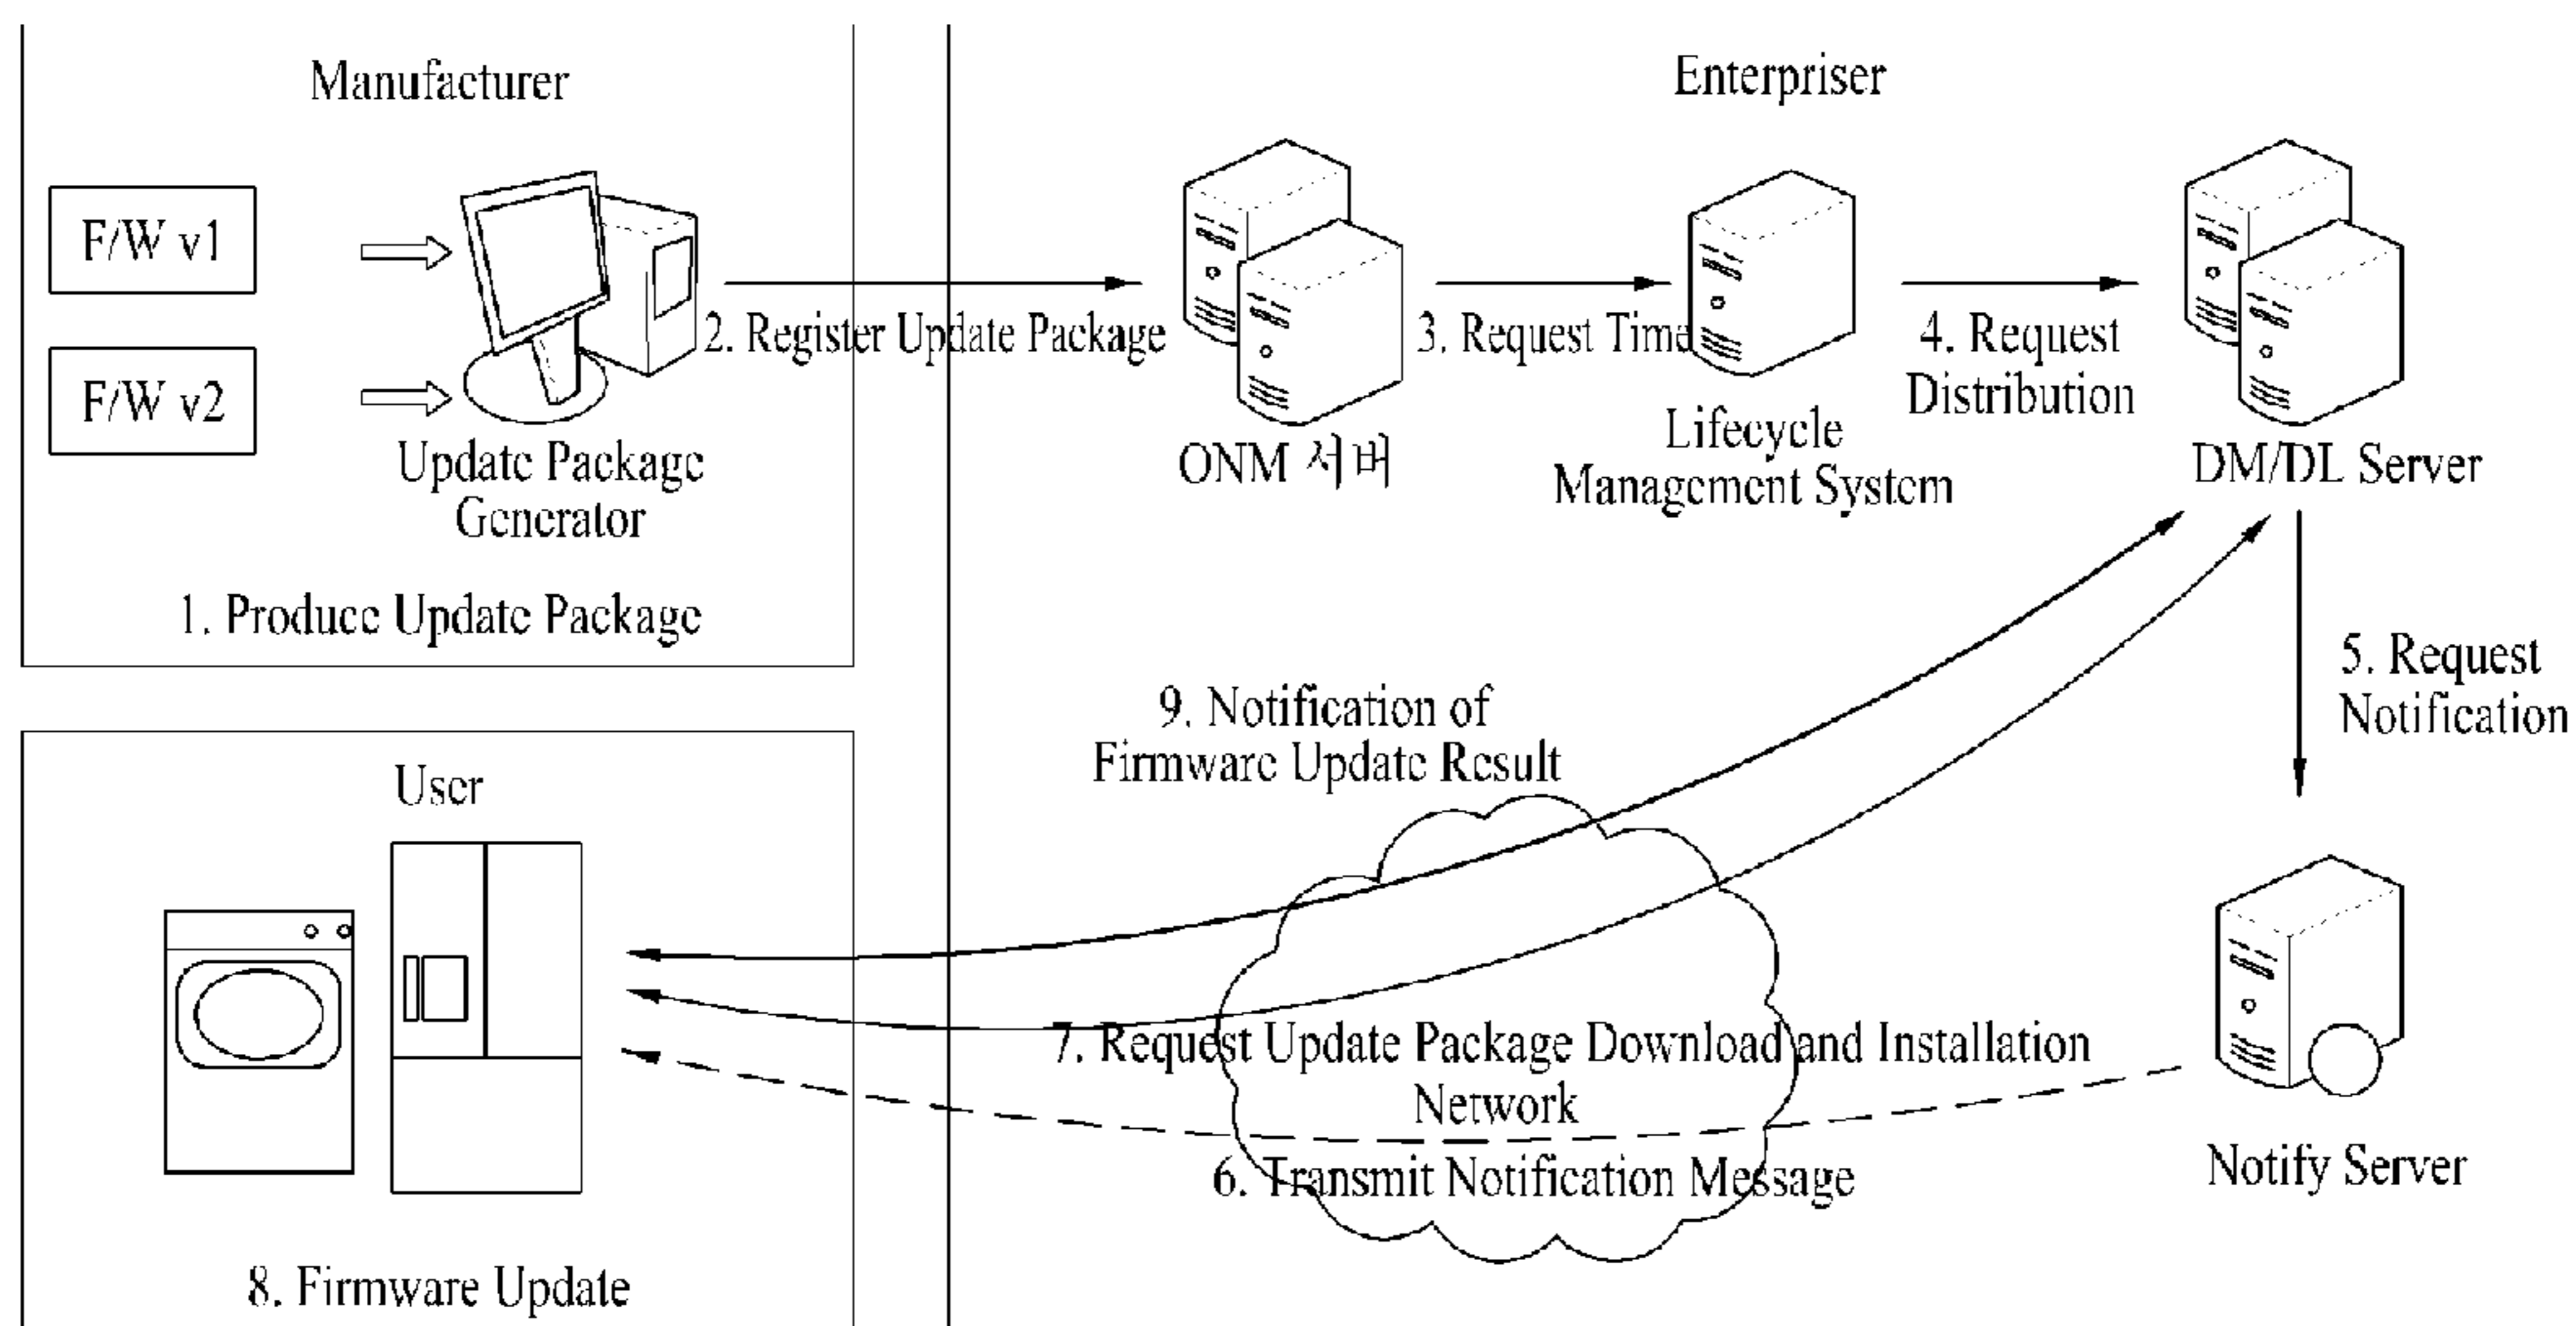 Manufacturer
Enterpriser
F/W v1
F/W v2
Update Package
Generator
1. Produce Update Package
2. Register Update Package
ONM 서버
3. Request Time
Lifecycle
Management System
4. Request
Distribution
DM/DL Server
5. Request
Notification
9. Notification of
Firmware Update Result
User
7. Request Update Package Download and Installation
Network
6. Transmit Notification Message
Notify Server
8. Firmware Update